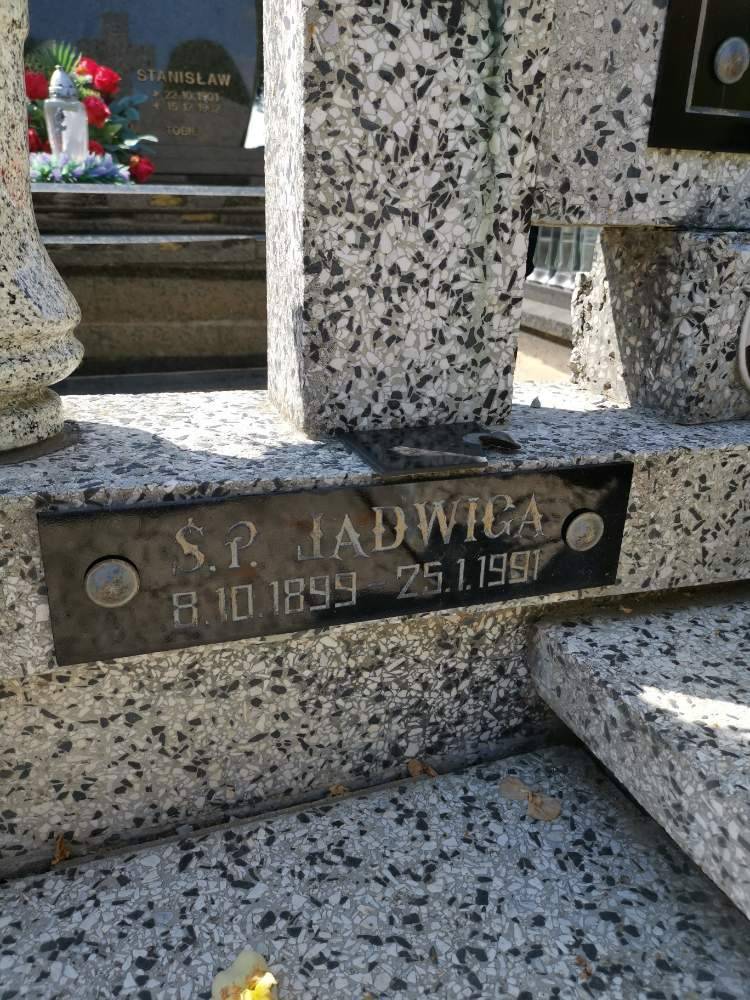 STANISŁAW
Ś.P. JADWIGA
8.10.1899 - 25.1.1991